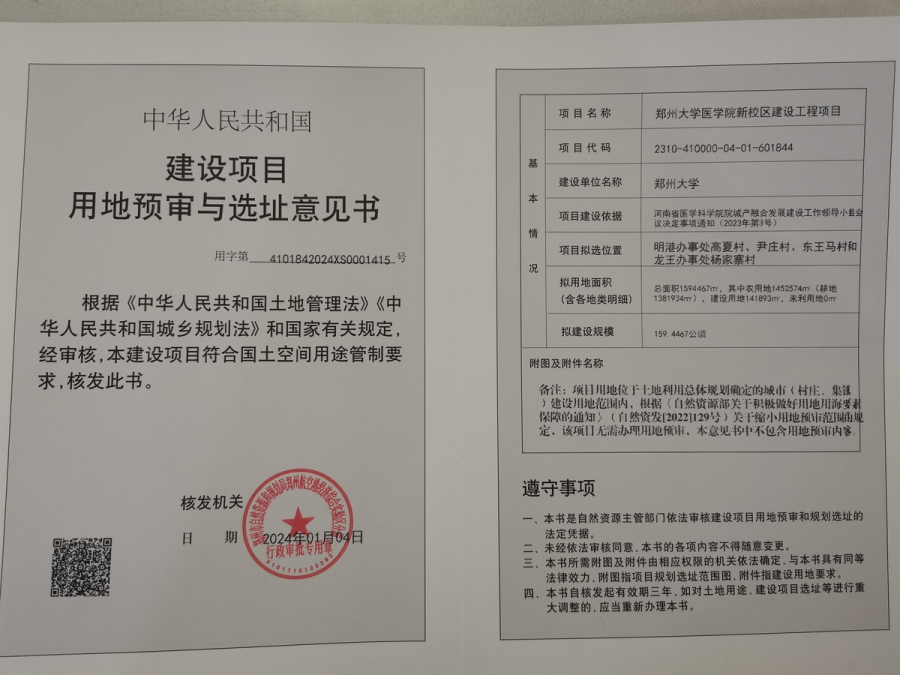 中华人民共和国
建设项目
用地预审与选址意见书
用字第 4101842024XS0001415 号
根据《中华人民共和国土地管理法》《中
华人民共和国城乡规划法》和国家有关规定，
经审核，本建设项目符合国土空间用途管制要
求，核发此书。
核发机关
日 期 2024年01月04日
行政审批专用章
基本情况
项目名称 郑州大学医学院新校区建设工程项目
项目代码 2310-410000-04-01-601844
建设单位名称 郑州大学
项目建设依据 河南省医学科学院院城产融合发展建设工作领导小组会
议决定事项通知（2023年第3号）
项目拟选位置 明港办事处高夏村、尹庄村、东王马村和
龙王办事处杨家寨村
拟用地面积
（含各地类明细） 总面积1594467㎡，其中农用地1452574㎡（耕地
1381934㎡），建设用地141893㎡，未利用地0㎡
拟建设规模 159.4467公顷
附图及附件名称
备注：项目用地位于土地利用总体规划确定的城市（村庄、集镇
）建设用地范围内，根据《自然资源部关于积极做好用地用海要素
保障的通知》（自然资发[2022]129号）关于缩小用地预审范围的规
定，该项目无需办理用地预审，本意见书中不包含用地预审内容。
遵守事项
一、本书是自然资源主管部门依法审核建设项目用地预审和规划选址的
法定凭据。
二、未经依法审核同意，本书的各项内容不得随意变更。
三、本书所需附图及附件由相应权限的机关依法确定，与本书具有同等
法律效力，附图指项目规划选址范围图，附件指建设用地要求。
四、本书自核发起有效期三年，如对土地用途、建设项目选址等进行重
大调整的，应当重新办理本书。